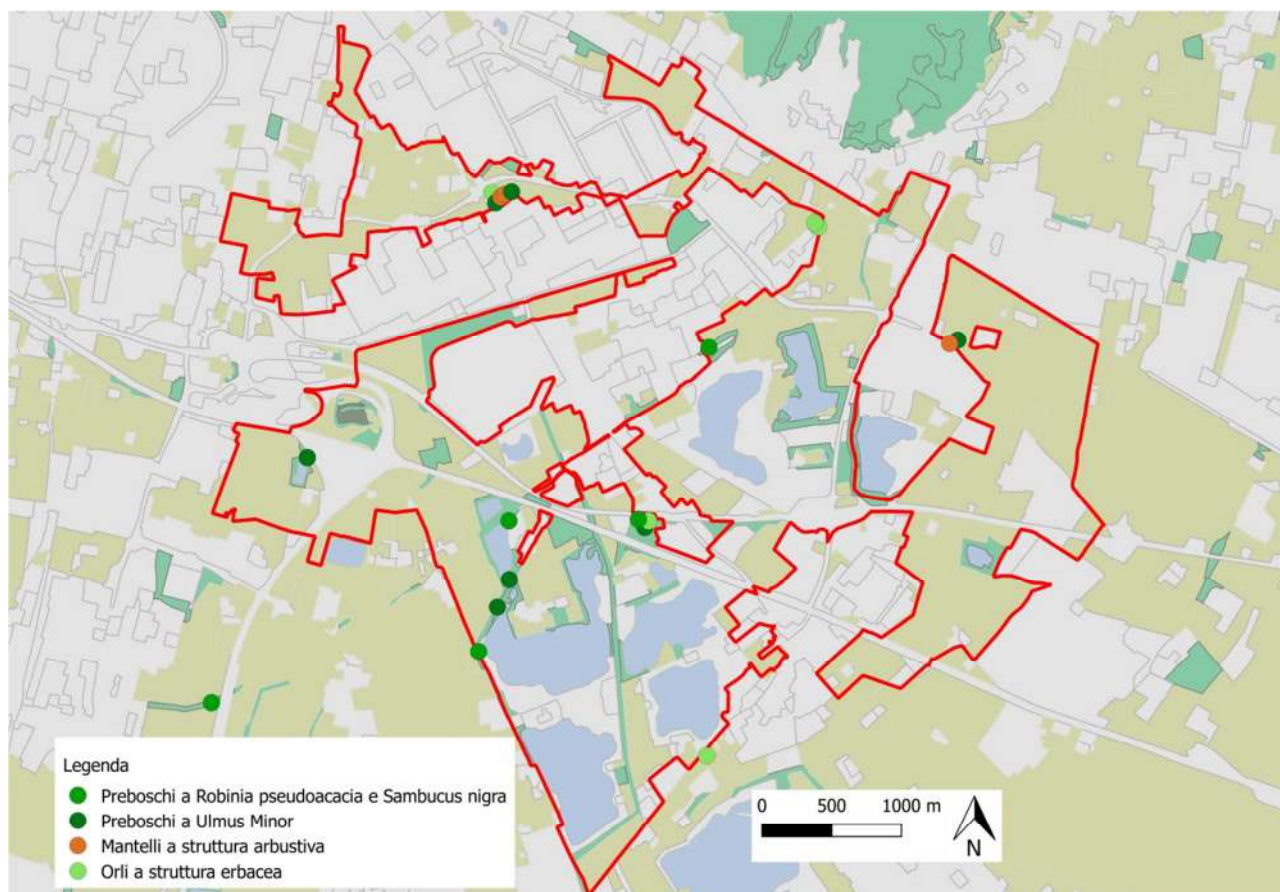 Legenda
Preboschi a Robinia pseudoacacia e Sambucus nigra
Preboschi a Ulmus Minor
Mantelli a struttura arbustiva
Orli a struttura erbacea
0 500 1000 m
N